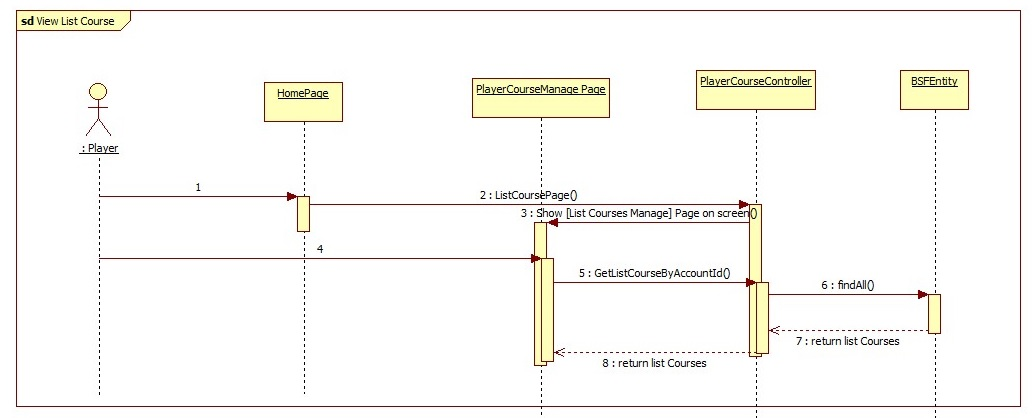 sd View List Course
HomePage
PlayerCourseManage Page
PlayerCourseController
BSFEntity
: Player
1
2 : ListCoursePage()
3 : Show [List Courses Manage] Page on screen()
4
5 : GetListCourseByAccountId()
6 : findAll()
7 : return list Courses
8 : return list Courses